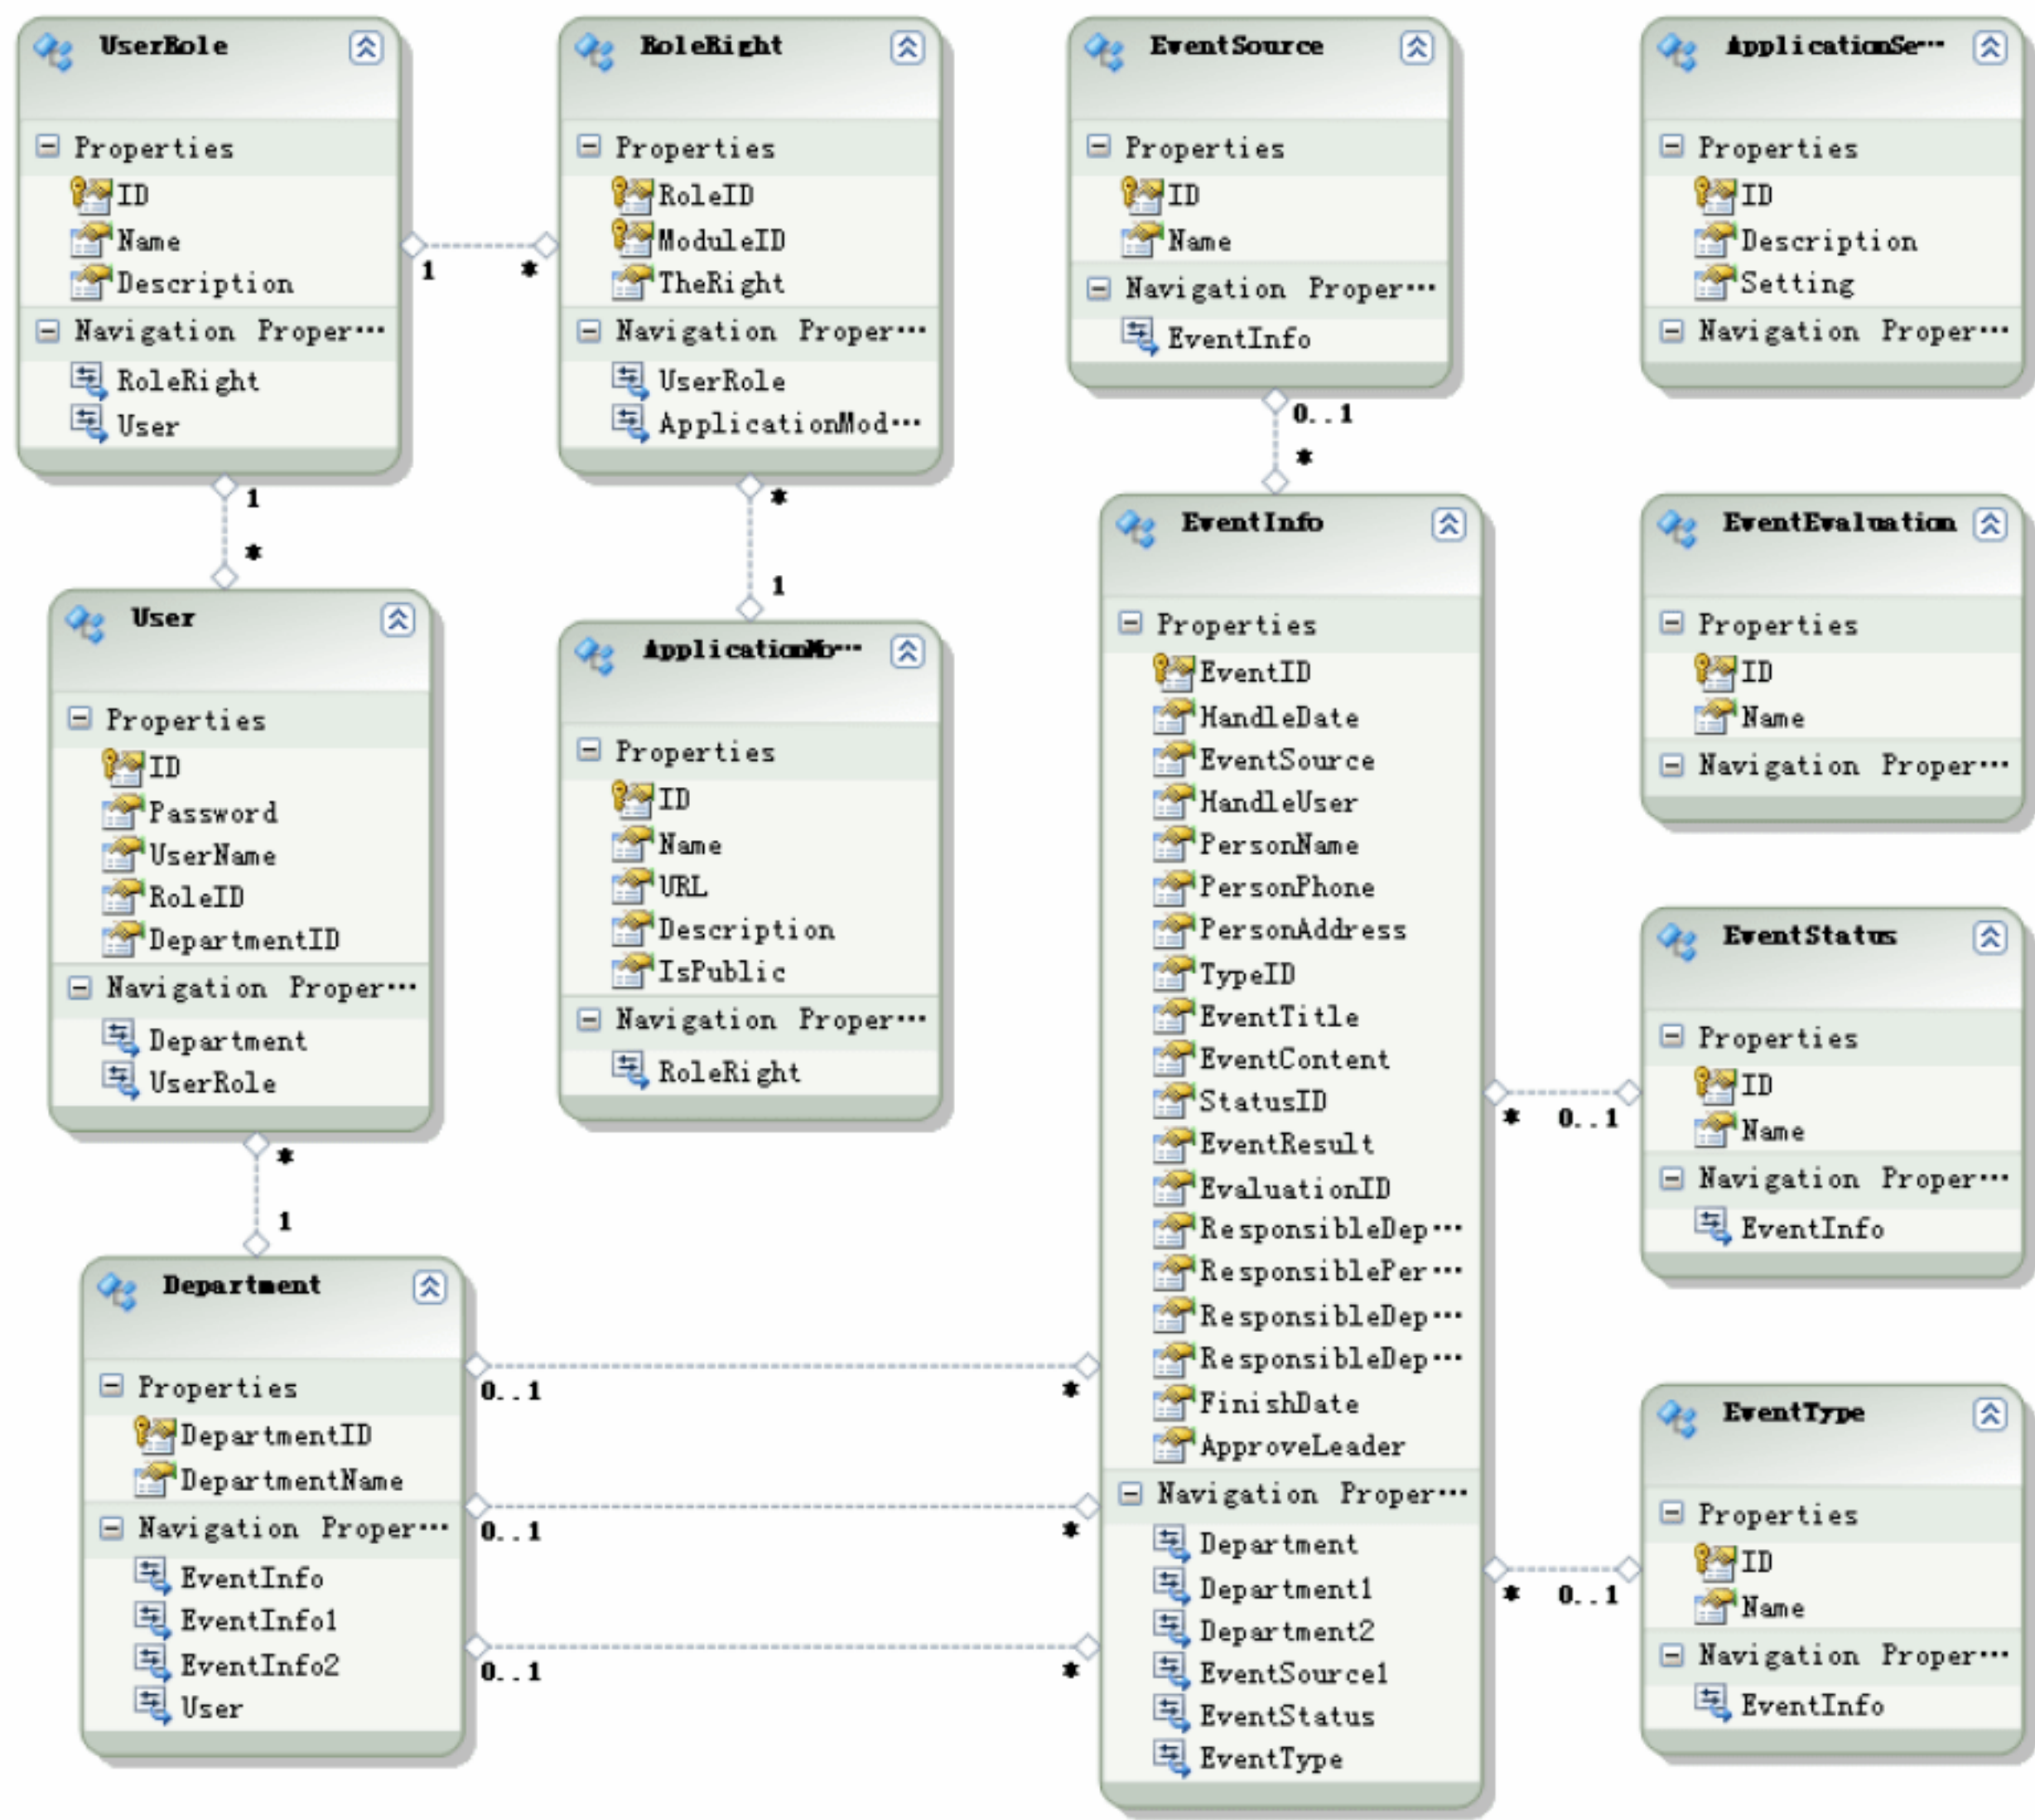 UserRole
Properties
ID
Name
Description
Navigation Proper...
RoleRight
User
1
*
1
*
RoleRight
Properties
RoleID
ModuleID
TheRight
Navigation Proper...
UserRole
ApplicationMod...
*
1
EventSource
Properties
ID
Name
Navigation Proper...
EventInfo
0..1
*
ApplicationSe...
Properties
ID
Description
Setting
Navigation Proper...
User
Properties
ID
Password
UserName
RoleID
DepartmentID
Navigation Proper...
Department
UserRole
*
1
ApplicationMo...
Properties
ID
Name
URL
Description
IsPublic
Navigation Proper...
RoleRight
EventInfo
Properties
EventID
HandleDate
EventSource
HandleUser
PersonName
PersonPhone
PersonAddress
TypeID
EventTitle
EventContent
StatusID
EventResult
EvaluationID
ResponsibleDep...
ResponsiblePer...
ResponsibleDep...
ResponsibleDep...
FinishDate
ApproveLeader
Navigation Proper...
Department
Department1
Department2
EventSource1
EventStatus
EventType
EventEvaluation
Properties
ID
Name
Navigation Proper...
EventStatus
Properties
ID
Name
Navigation Proper...
EventInfo
* 0..1
Department
Properties
DepartmentID
DepartmentName
Navigation Proper...
EventInfo
EventInfo1
EventInfo2
User
0..1 *
0..1 *
0..1 *
EventType
Properties
ID
Name
Navigation Proper...
EventInfo
* 0..1